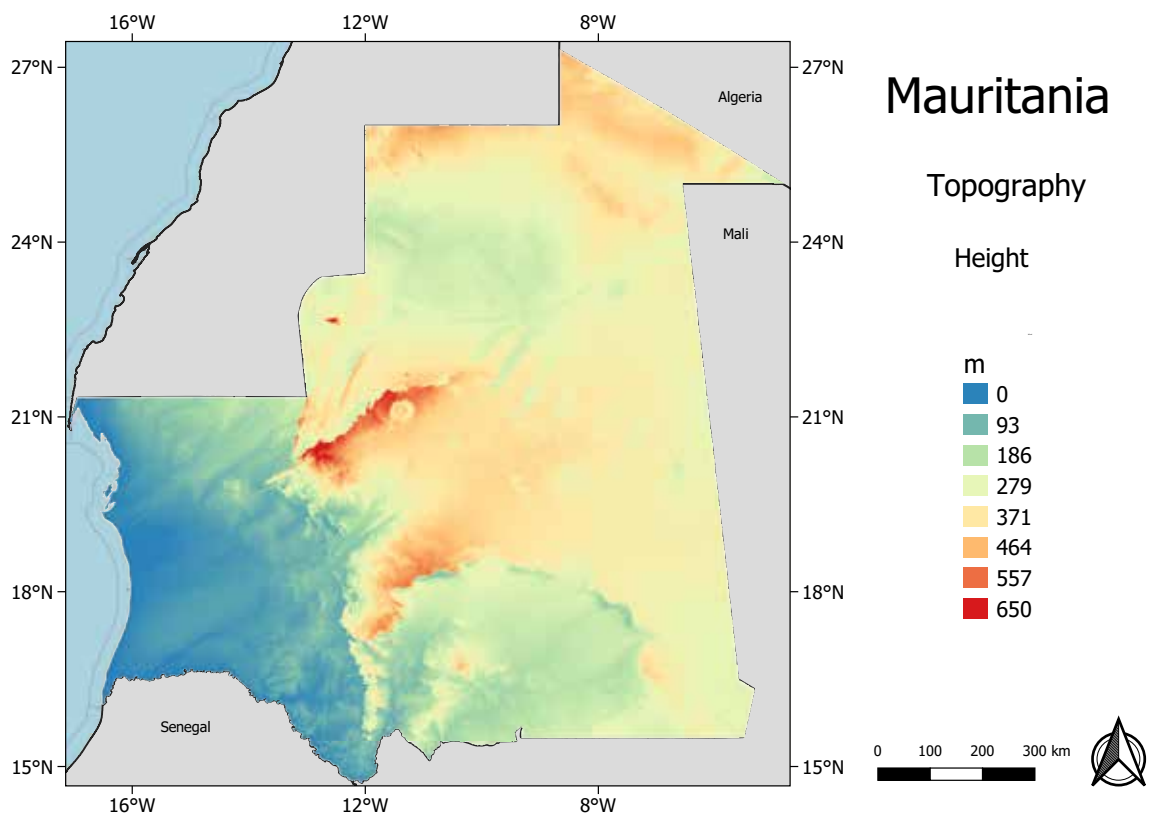 16°W 12°W 8°W
27°N 27°N
Algeria
Mauritania
Topography
24°N Mali 24°N
Height
m
0
93
186
279
371
464
557
650
21°N 21°N
18°N 18°N
Senegal
15°N 15°N
0 100 200 300 km
16°W 12°W 8°W